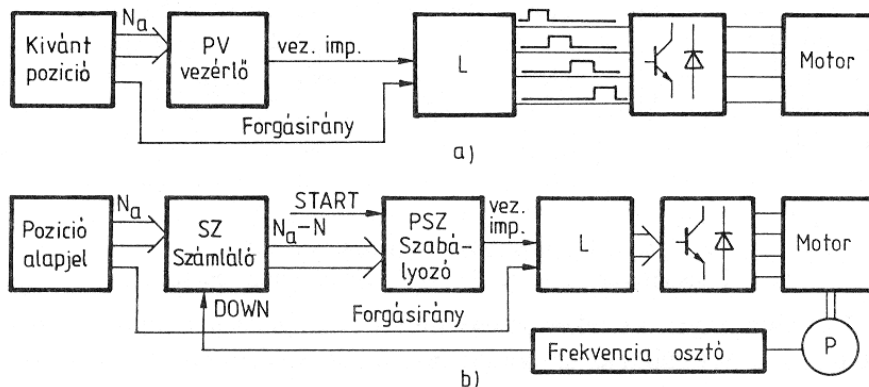 Kivánt
pozició
Na
PV
vezérlő
vez. imp.
Forgásirány
L
Motor
a)
Pozició
alapjel
Na
SZ
Számláló
DOWN
START
Na-N
Forgásirány
PSZ
Szabá-
lyozó
vez.
imp.
L
Motor
Frekvencia osztó
P
b)